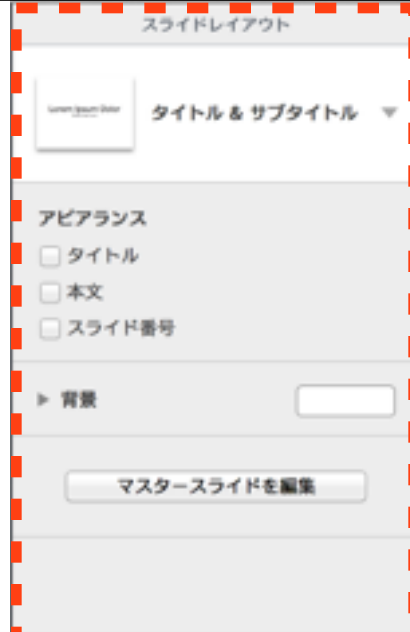 スライドレイアウト
Lorem Ipsum Dolor
タイトル & サブタイトル
アピアランス
タイトル
本文
スライド番号
背景
マスタースライドを編集